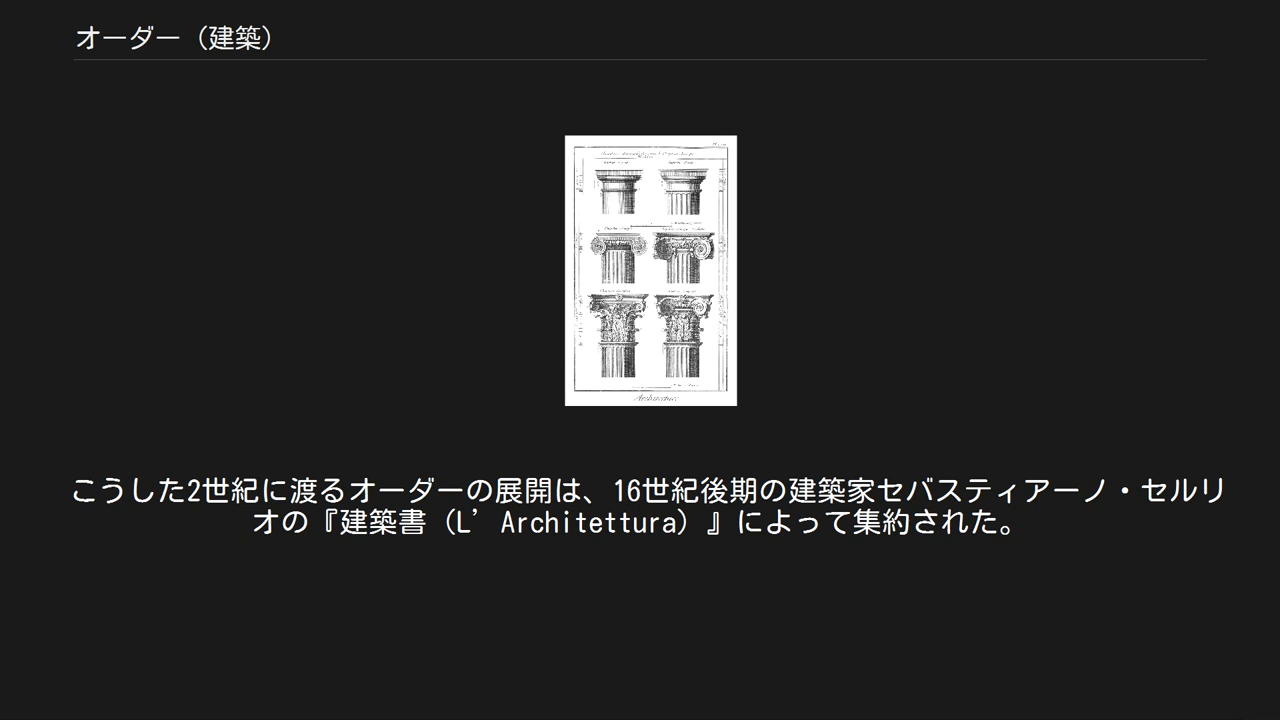 オーダー（建築）
Architecture
こうした2世紀に渡るオーダーの展開は、16世紀後期の建築家セバスティアーノ・セルリ
オの『建築書（L’Architettura）』によって集約された。